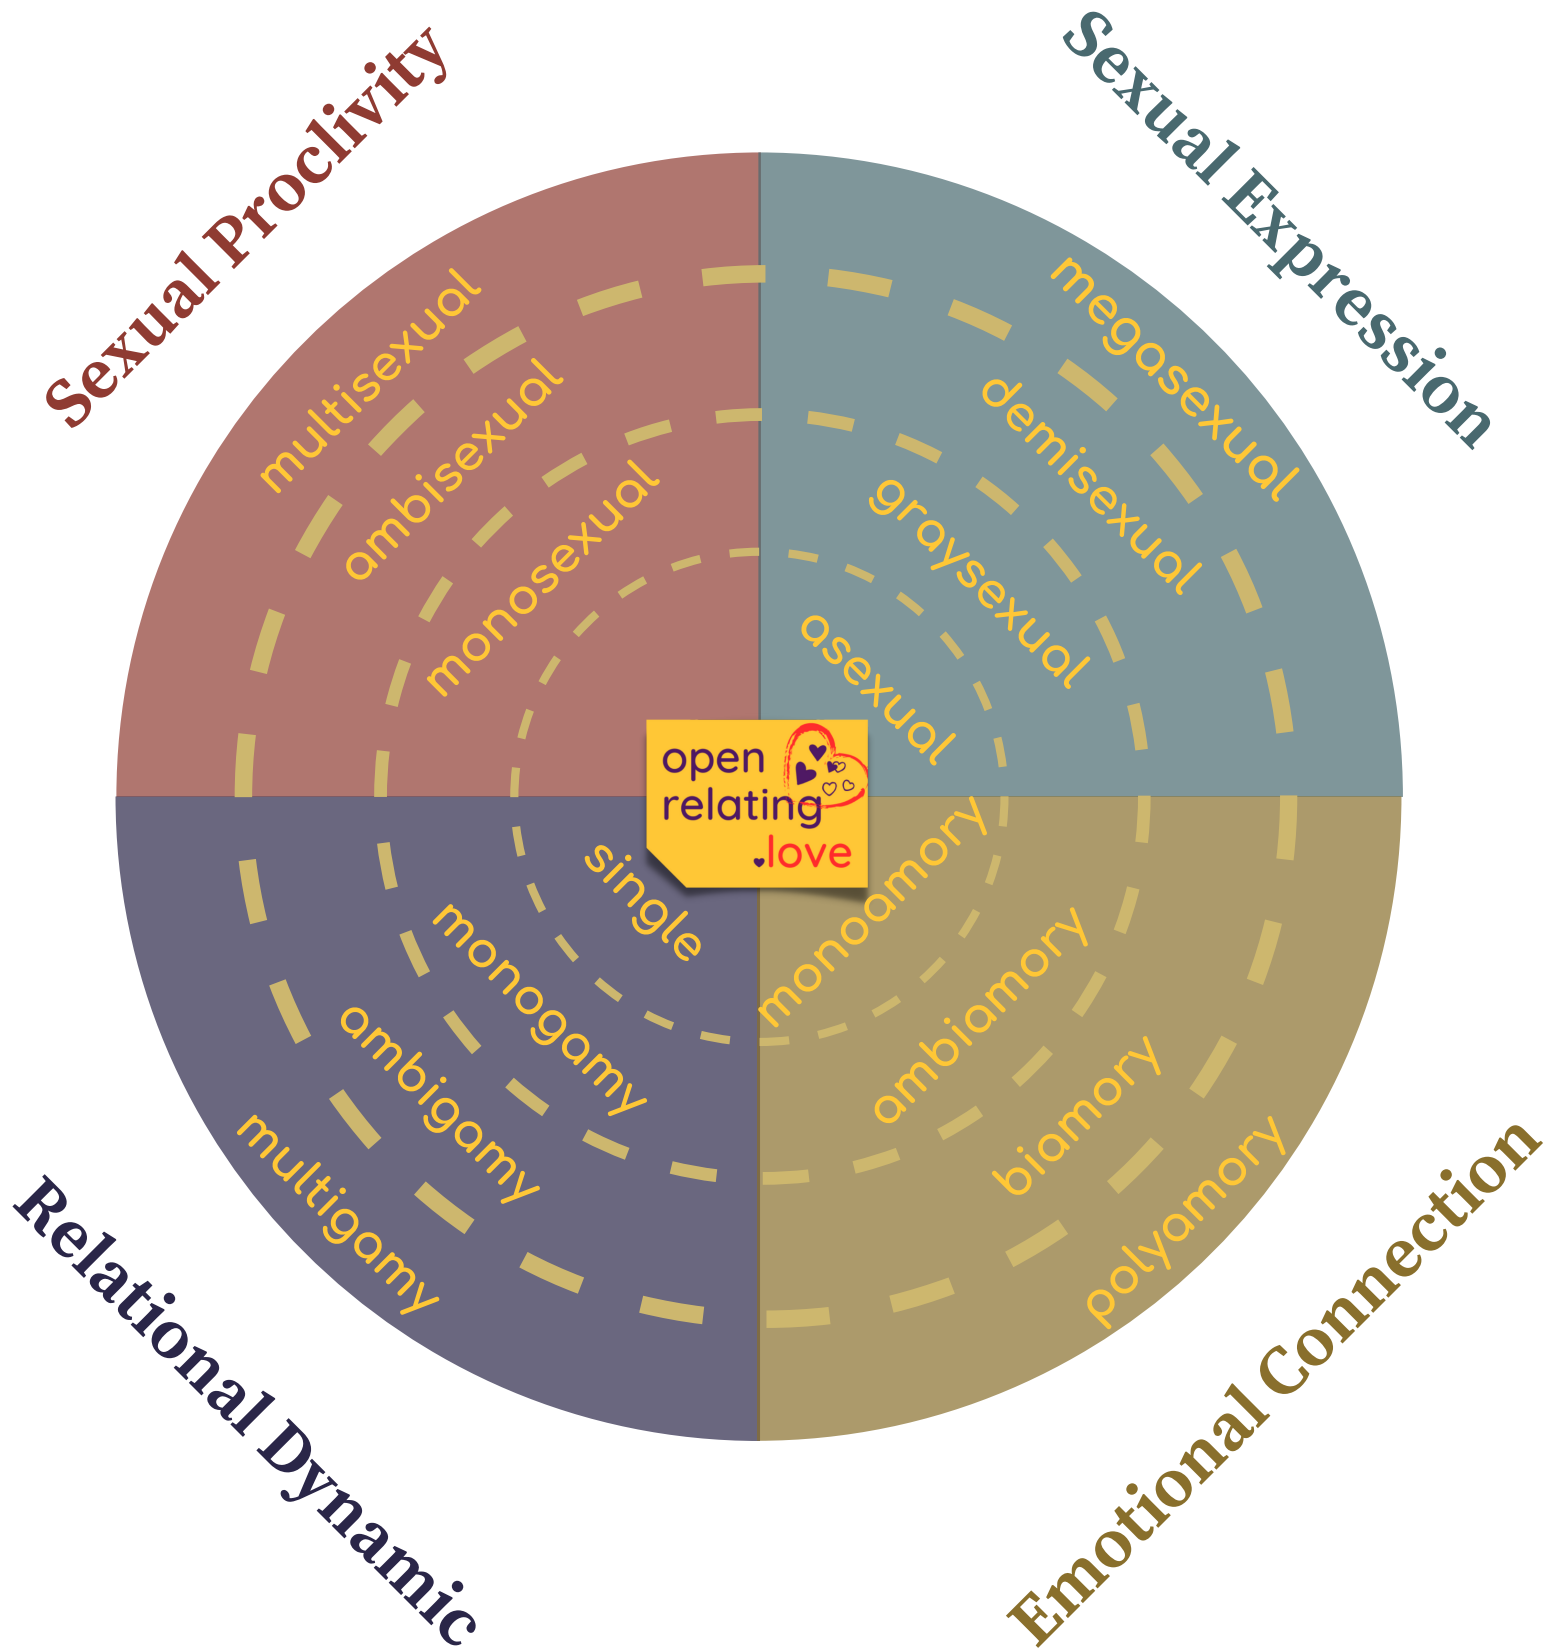 Sexual Proclivity
multisexual
ambisexual
monosexual
Sexual Expression
megasexual
demisexual
graysexual
asexual
open
relating
.love
Relational Dynamic
single
monogamy
ambigamy
multigamy
Emotional Connection
monoamory
ambiamory
biamory
polyamory